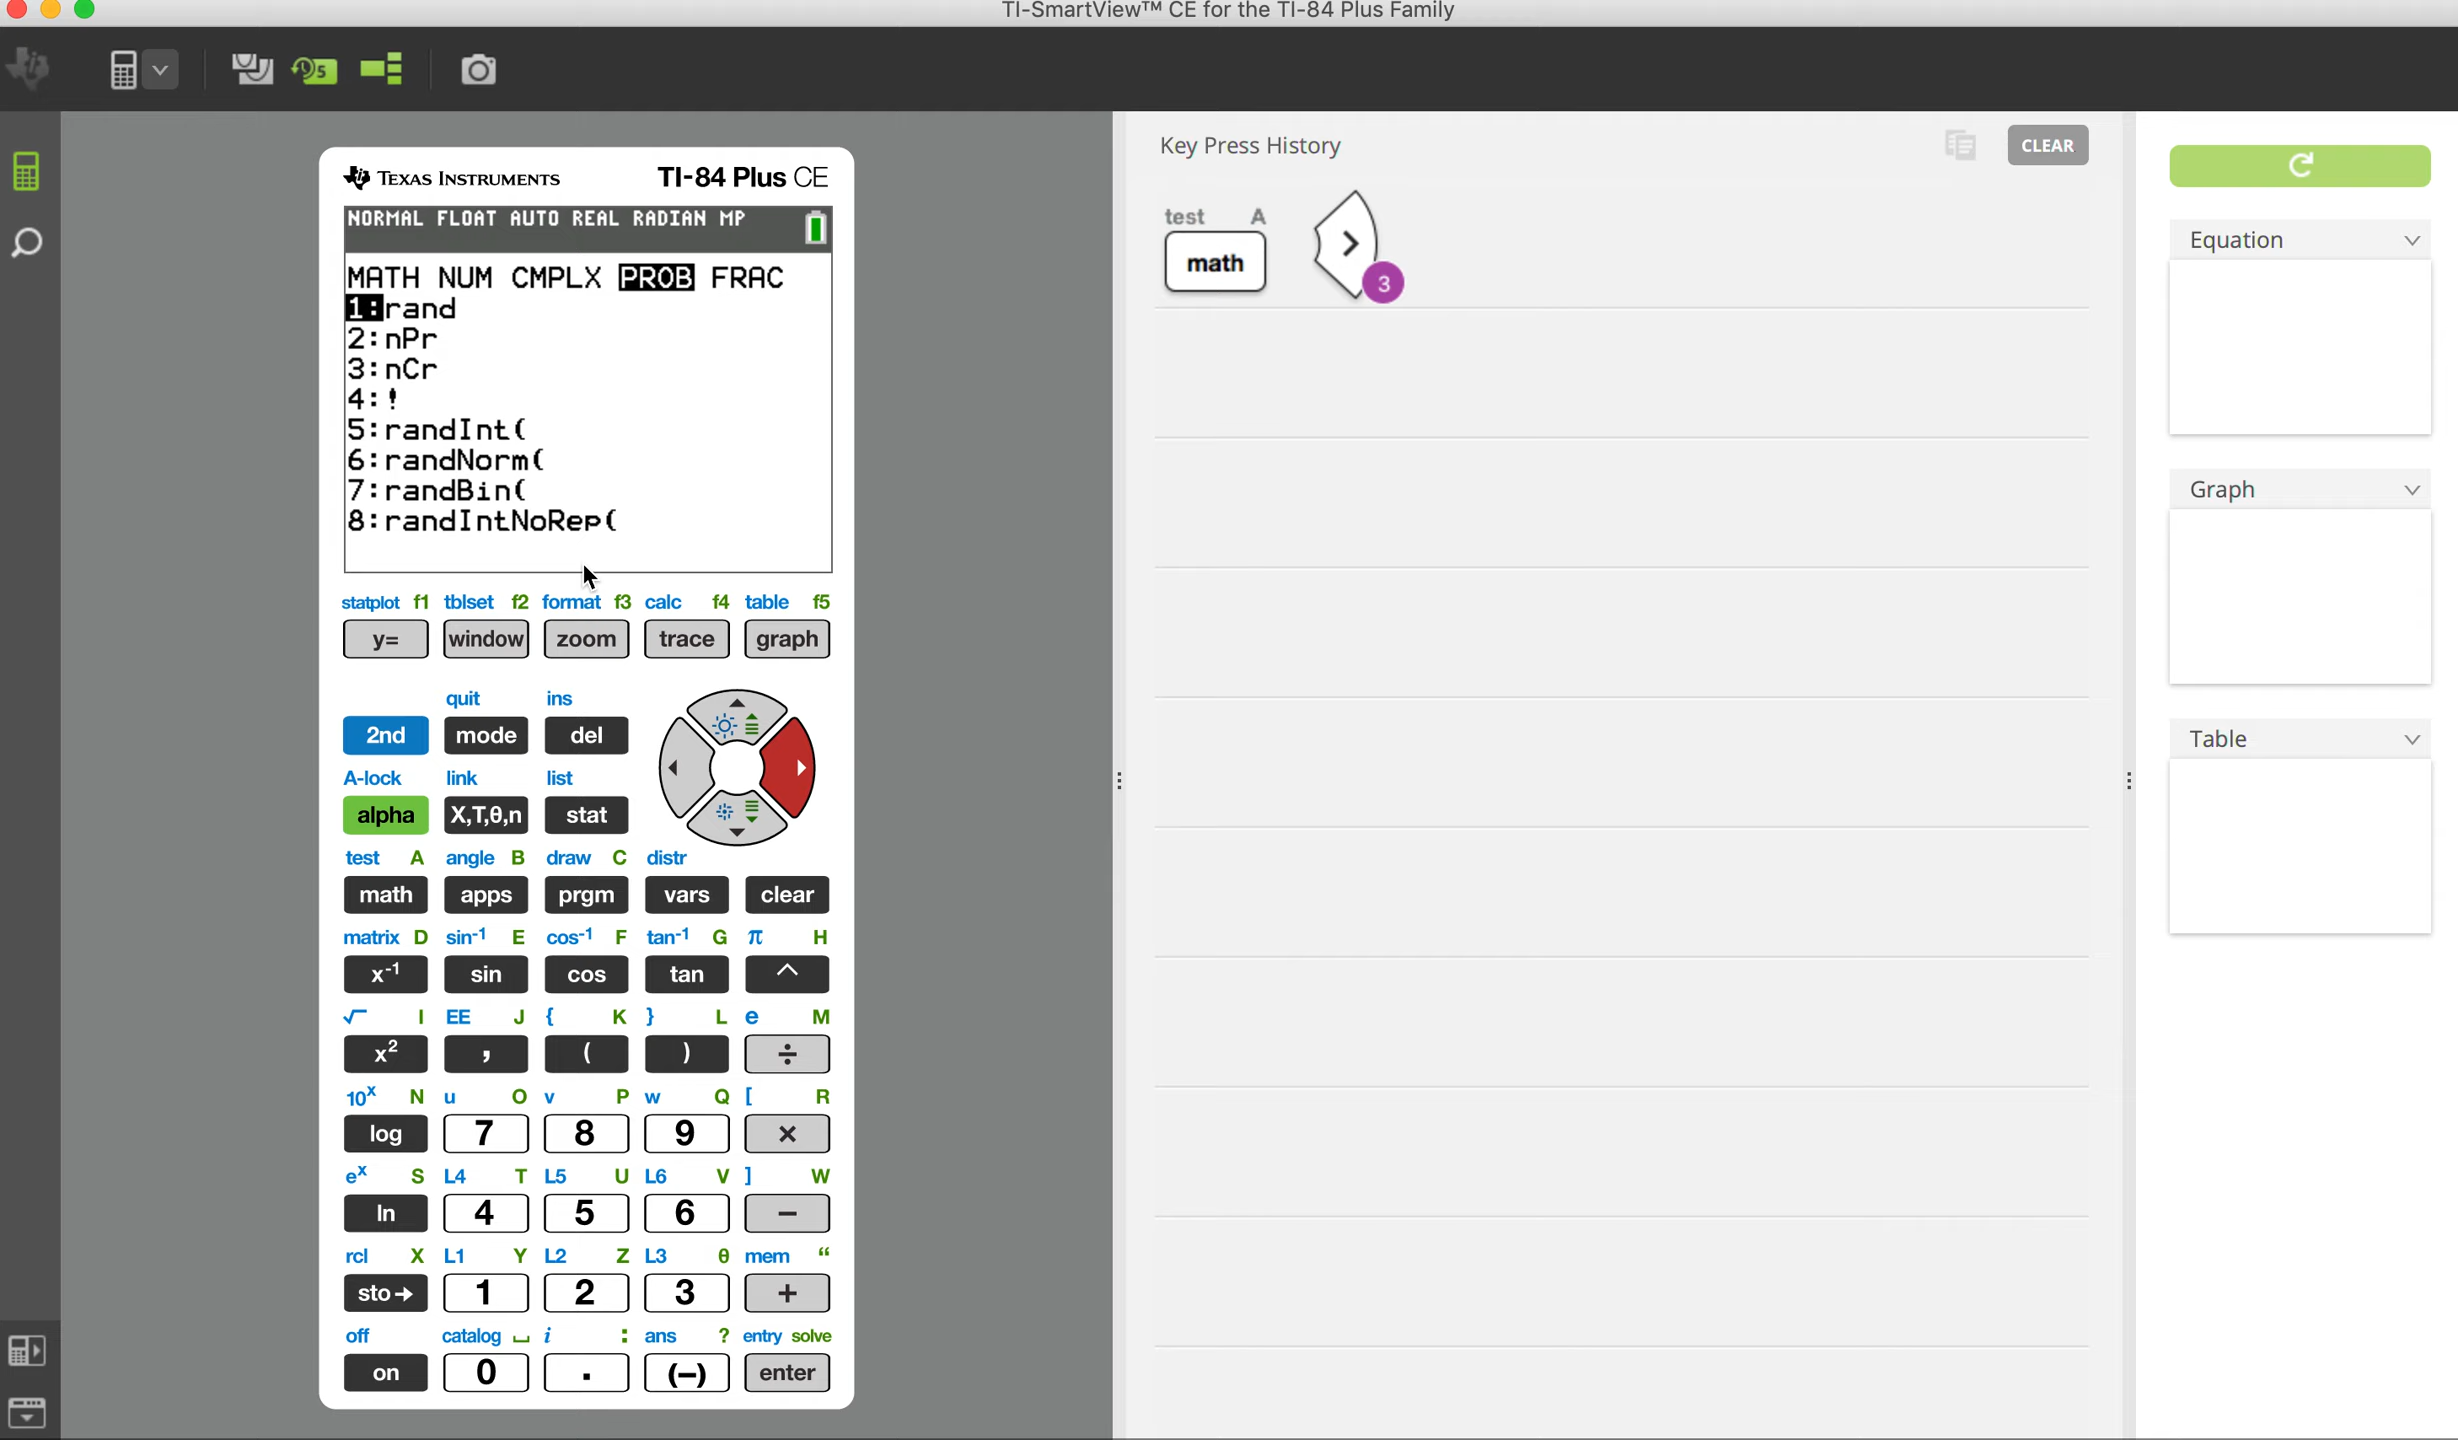 TI-SmartView™ CE for the TI-84 Plus Family
5
TEXAS INSTRUMENTS TI-84 Plus CE
NORMAL FLOAT AUTO REAL RADIAN MP
MATH NUM CMPLX PROB FRAC
1:rand
2:nPr
3:nCr
4:!
5:randInt(
6:randNorm(
7:randBin(
8:randIntNoRep(
statplot f1 tblset f2 format f3 calc f4 table f5
y= window zoom trace graph
quit ins
2nd mode del
A-lock link list
alpha X,T,θ,n stat
test A angle B draw C distr
math apps prgm vars clear
matrix D sin⁻¹ E cos⁻¹ F tan⁻¹ G π H
x⁻¹ sin cos tan ^
√ I EE J { K } L e M
x² , ( ) ÷
10ˣ N u O v P w Q [ R
log 7 8 9 ×
eˣ S L4 T L5 U L6 V ] W
ln 4 5 6 −
rcl X L1 Y L2 Z L3 θ mem “
sto→ 1 2 3 +
off catalog ⎵ i : ans ? entry solve
on 0 . (−) enter
Key Press History CLEAR
test A
math > 3
Equation
Graph
Table